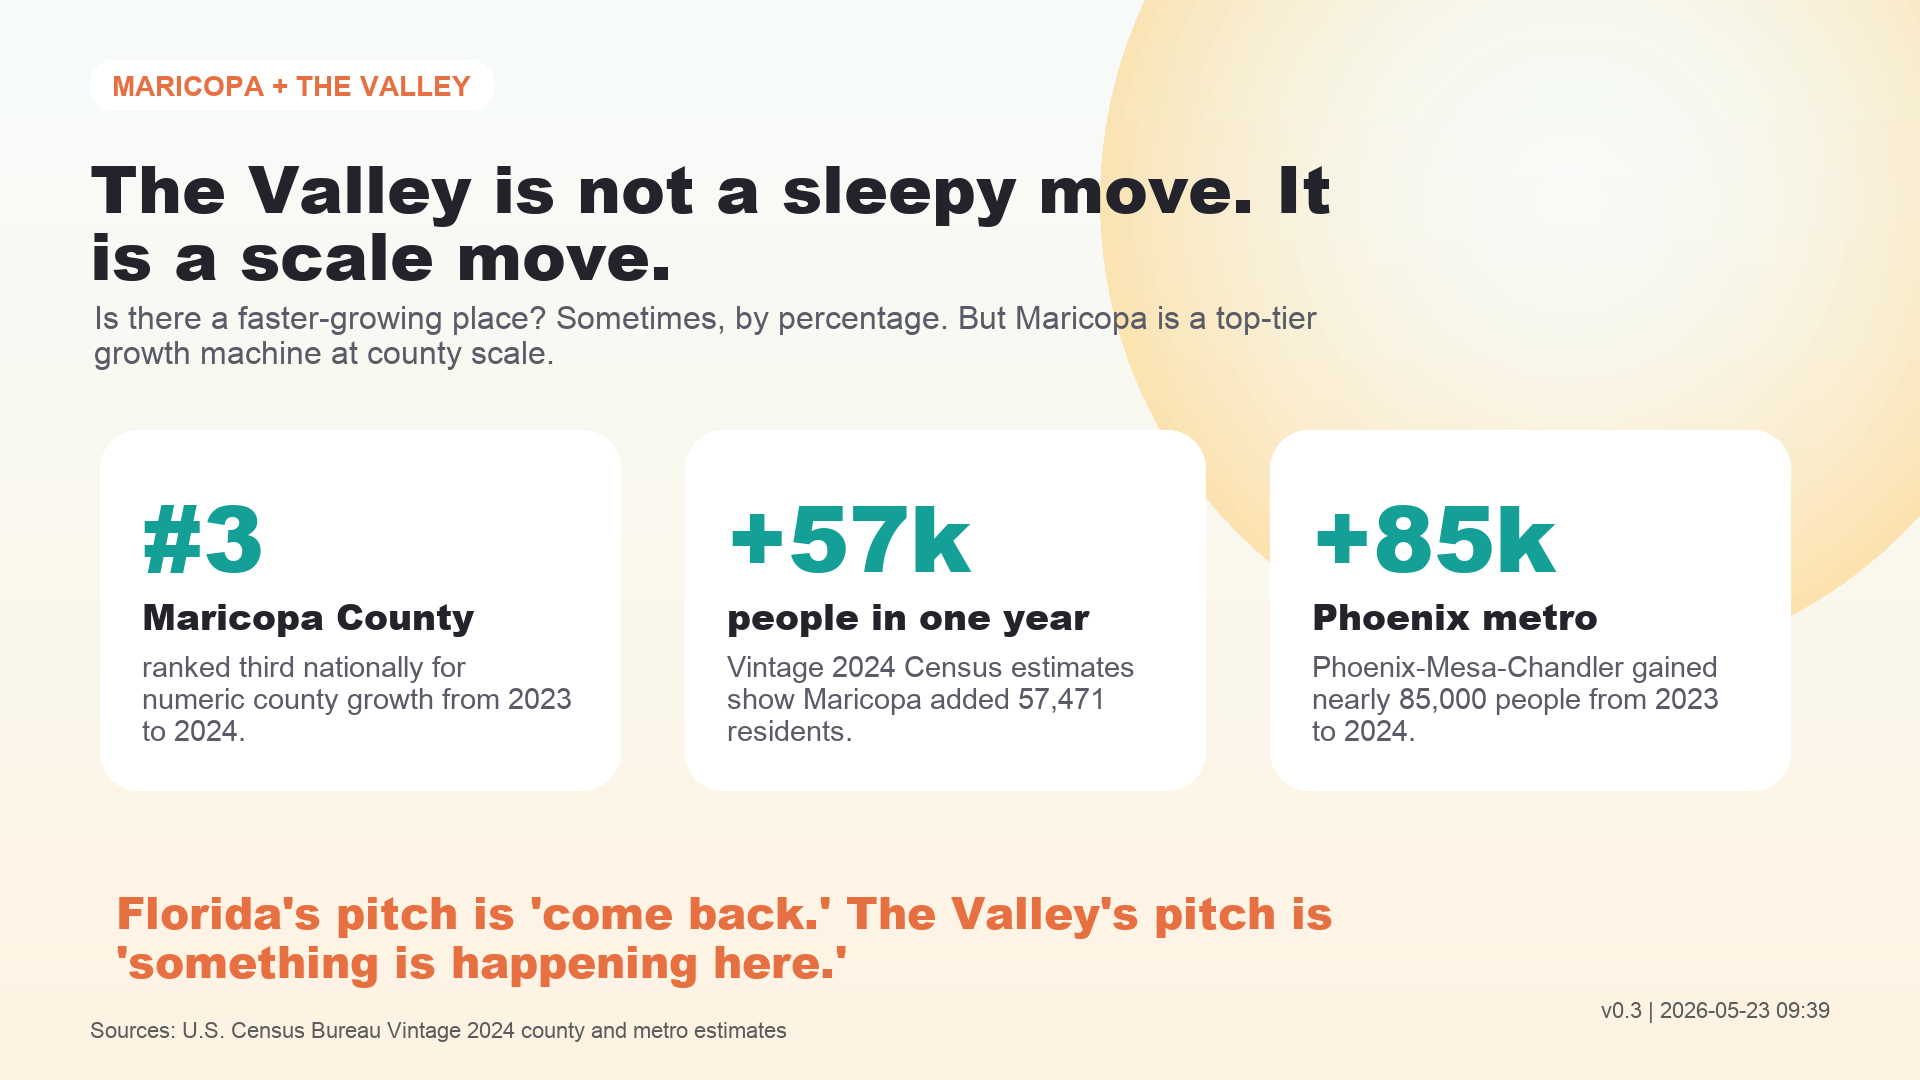 MARICOPA + THE VALLEY
The Valley is not a sleepy move. It
is a scale move.
Is there a faster-growing place? Sometimes, by percentage. But Maricopa is a top-tier
growth machine at county scale.
#3
Maricopa County
ranked third nationally for
numeric county growth from 2023
to 2024.
+57k
people in one year
Vintage 2024 Census estimates
show Maricopa added 57,471
residents.
+85k
Phoenix metro
Phoenix-Mesa-Chandler gained
nearly 85,000 people from 2023
to 2024.
Florida's pitch is 'come back.' The Valley's pitch is
'something is happening here.'
v0.3 | 2026-05-23 09:39
Sources: U.S. Census Bureau Vintage 2024 county and metro estimates